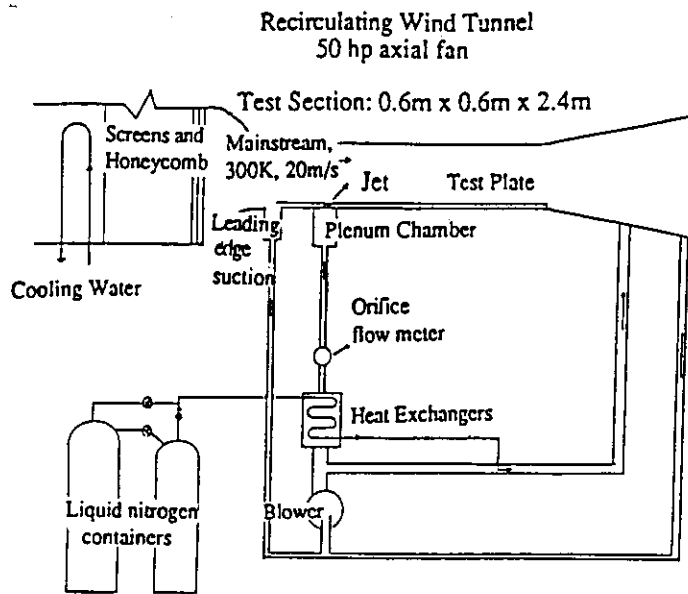 Recirculating Wind Tunnel
50 hp axial fan
Test Section: 0.6m x 0.6m x 2.4m
Screens and
Honeycomb
Mainstream,
300K, 20m/s
Jet
Test Plate
Leading
edge
suction
Plenum Chamber
Cooling Water
Orifice
flow meter
Heat Exchangers
Liquid nitrogen
containers
Blower